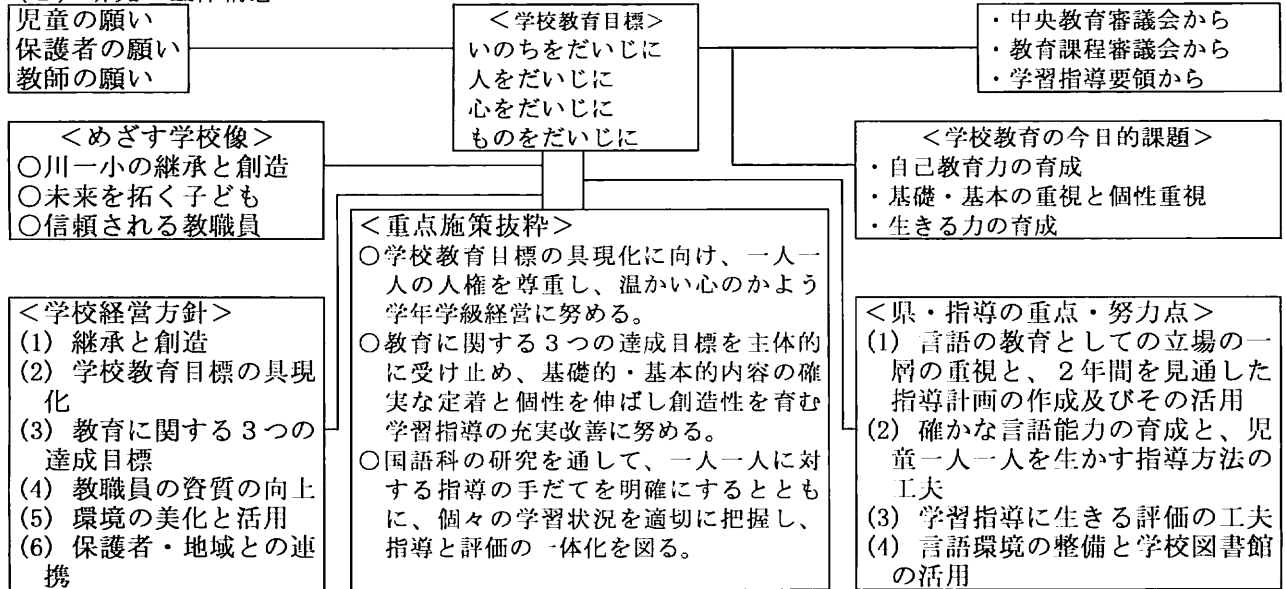 児童の願い
保護者の願い
教師の願い
＜学校教育目標＞
いのちをだいじに
人をだいじに
心をだいじに
ものをだいじに
・中央教育審議会から
・教育課程審議会から
・学習指導要領から
＜めざす学校像＞
○川一小の継承と創造
○未来を拓く子ども
○信頼される教職員
＜学校教育の今日的課題＞
・自己教育力の育成
・基礎・基本の重視と個性重視
・生きる力の育成
＜重点施策抜粋＞
○学校教育目標の具現化に向け、一人一
人の人権を尊重し、温かい心のかよう
学年学級経営に努める。
○教育に関する３つの達成目標を主体的
に受け止め、基礎的・基本的内容の確
実な定着と個性を伸ばし創造性を育む
学習指導の充実改善に努める。
○国語科の研究を通して、一人一人に対
する指導の手だてを明確にするととも
に、個々の学習状況を適切に把握し、
指導と評価の一体化を図る。
＜学校経営方針＞
(1) 継承と創造
(2) 学校教育目標の具現
化
(3) 教育に関する３つの
達成目標
(4) 教職員の資質の向上
(5) 環境の美化と活用
(6) 保護者・地域との連
携
＜県・指導の重点・努力点＞
(1) 言語の教育としての立場の一
層の重視と、２年間を見通した
指導計画の作成及びその活用
(2) 確かな言語能力の育成と、児
童一人一人を生かす指導方法の
工夫
(3) 学習指導に生きる評価の工夫
(4) 言語環境の整備と学校図書館
の活用